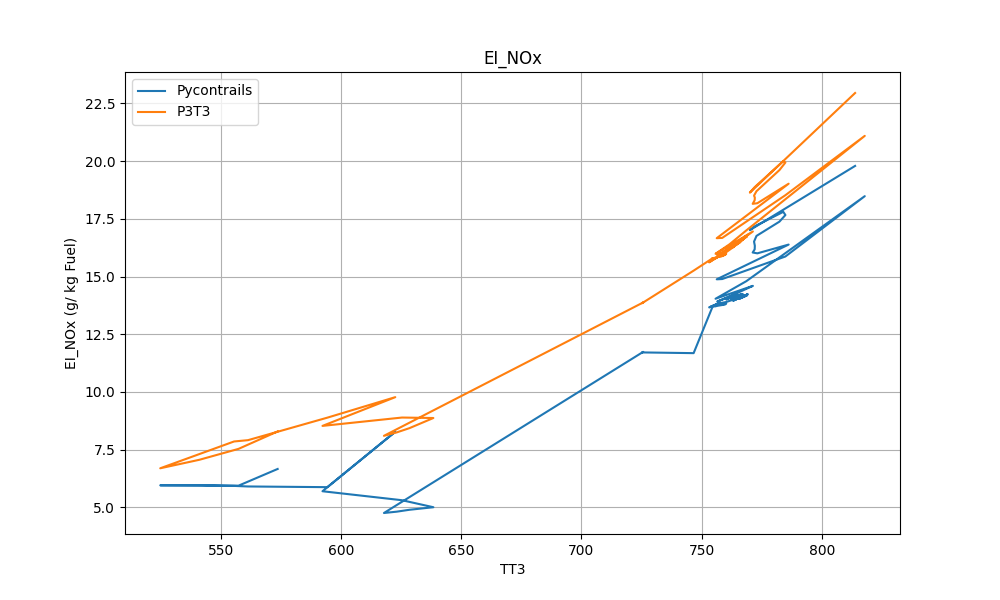 EI_NOx
Pycontrails
P3T3
EI_NOx (g/ kg Fuel)
22.5
20.0
17.5
15.0
12.5
10.0
7.5
5.0
550 600 650 700 750 800
TT3